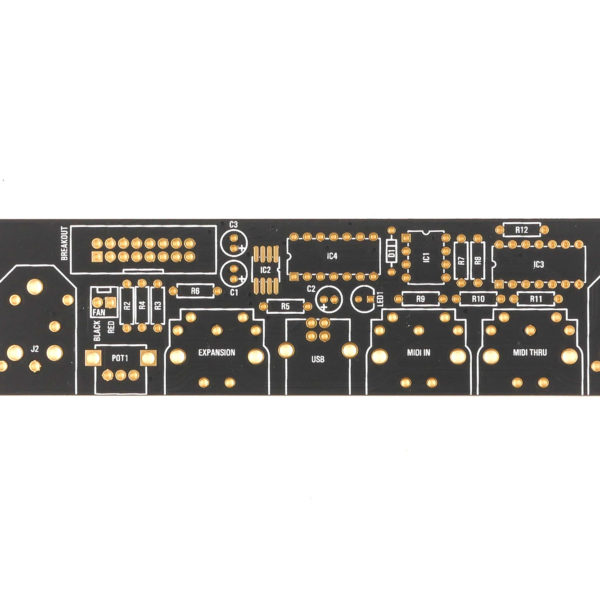 BREAKOUT
C3
C1
IC2
IC4
D1
IC1
R7
R8
R12
IC3
FAN
BLACK
RED
R2
R4
R3
R6
R5
C2
LED1
R9
R10
R11
J2
POT1
EXPANSION
USB
MIDI IN
MIDI THRU